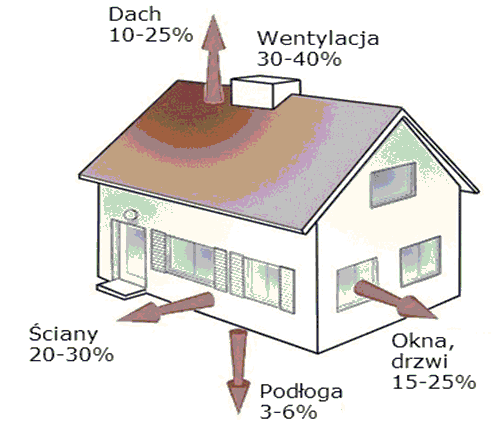 Dach
10-25%
Wentylacja
30-40%
Ściany
20-30%
Okna,
drzwi
15-25%
Podłoga
3-6%